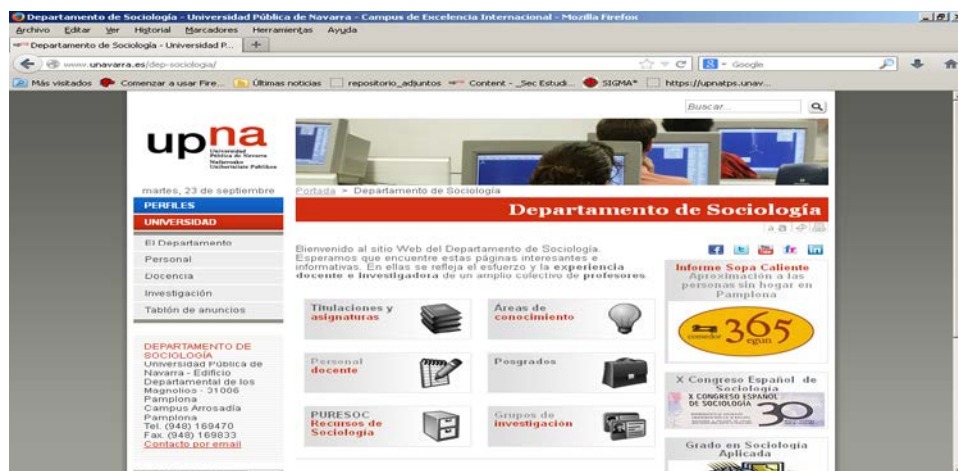 Departamento de Sociología - Universidad Pública de Navarra - Campus de Excelencia Internacional - Mozilla Firefox
Archivo Editar Ver Historial Marcadores Herramientas Ayuda
Departamento de Sociología - Universidad P... +
www.unavarra.es/dep-sociologia/
Google
Más visitados Comenzar a usar Fire... Últimas noticias repositorio_adjuntos Content - _Sec Estudi... SIGMA* https://upnatps.unav...
Buscar...
upna
Universidad
Pública de Navarra
Nafarroako
Unibertsitate Publikoa
martes, 23 de septiembre
Portada > Departamento de Sociología
PERFILES
UNIVERSIDAD
Departamento de Sociología
El Departamento
Personal
Docencia
Investigación
Tablón de anuncios
Bienvenido al sitio Web del Departamento de Sociología.
Esperamos que encuentre estas páginas interesantes e
informativas. En ellas se refleja el esfuerzo y la experiencia
docente e investigadora de un amplio colectivo de profesores.
Titulaciones y
asignaturas
Áreas de
conocimiento
Personal
docente
Posgrados
PURESOC
Recursos de
Sociología
Grupos de
investigación
DEPARTAMENTO DE
SOCIOLOGÍA
Universidad Pública de
Navarra - Edificio
Departamental de los
Magnolios - 31006
Pamplona
Campus Arrosadía
Pamplona
Tel. (948) 169470
Fax. (948) 169833
Contacto por email
Informe Sopa Caliente
Aproximación a las
personas sin hogar en
Pamplona
comedor 365
egun
X Congreso Español de
Sociología
X CONGRESO ESPAÑOL
DE SOCIOLOGÍA
30
Grado en Sociología
Aplicada